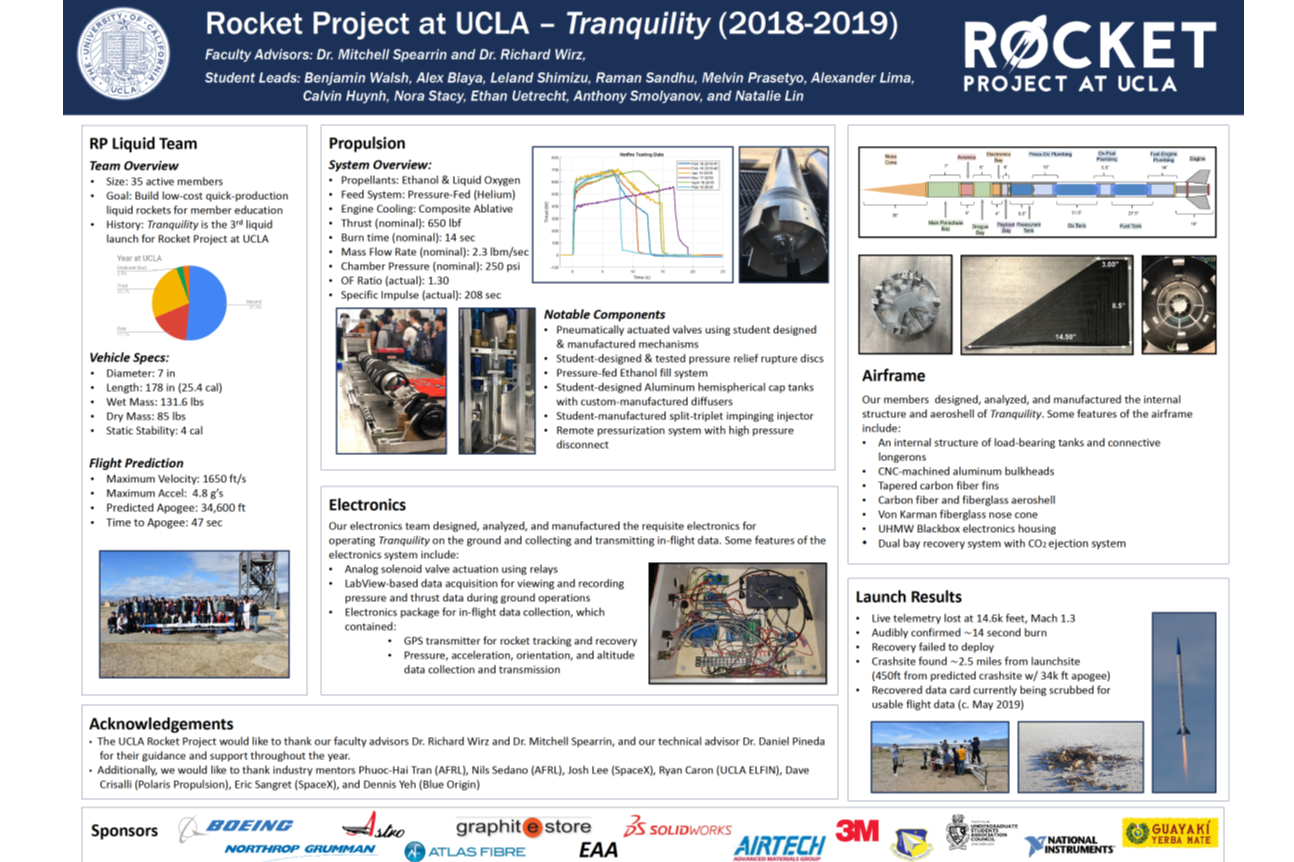 Rocket Project at UCLA – Tranquility (2018-2019)
Faculty Advisors: Dr. Mitchell Spearrin and Dr. Richard Wirz,
Student Leads: Benjamin Walsh, Alex Blaya, Leland Shimizu, Raman Sandhu, Melvin Prasetyo, Alexander Lima,
Calvin Huynh, Nora Stacy, Ethan Uetrecht, Anthony Smolyanov, and Natalie Lin
ROCKET
PROJECT AT UCLA
RP Liquid Team
Team Overview
• Size: 35 active members
• Goal: Build low-cost quick-production
liquid rockets for member education
• History: Tranquility is the 3rd liquid
launch for Rocket Project at UCLA
Year at UCLA
Third
Second
First
Vehicle Specs:
• Diameter: 7 in
• Length: 178 in (25.4 cal)
• Wet Mass: 131.6 lbs
• Dry Mass: 85 lbs
• Static Stability: 4 cal
Flight Prediction
• Maximum Velocity: 1650 ft/s
• Maximum Accel: 4.8 g's
• Predicted Apogee: 34,600 ft
• Time to Apogee: 47 sec
Propulsion
System Overview:
• Propellants: Ethanol & Liquid Oxygen
• Feed System: Pressure-Fed (Helium)
• Engine Cooling: Composite Ablative
• Thrust (nominal): 650 lbf
• Burn time (nominal): 14 sec
• Mass Flow Rate (nominal): 2.3 lbm/sec
• Chamber Pressure (nominal): 250 psi
• OF Ratio (actual): 1.30
• Specific Impulse (actual): 208 sec
Hotfire Testing Data
Thrust (lbf)
Time (s)
Notable Components
• Pneumatically actuated valves using student designed
& manufactured mechanisms
• Student-designed & tested pressure relief rupture discs
• Pressure-fed Ethanol fill system
• Student-designed Aluminum hemispherical cap tanks
with custom-manufactured diffusers
• Student-manufactured split-triplet impinging injector
• Remote pressurization system with high pressure
disconnect
Electronics
Our electronics team designed, analyzed, and manufactured the requisite electronics for
operating Tranquility on the ground and collecting and transmitting in-flight data. Some features of the
electronics system include:
• Analog solenoid valve actuation using relays
• LabView-based data acquisition for viewing and recording
pressure and thrust data during ground operations
• Electronics package for in-flight data collection, which
contained:
• GPS transmitter for rocket tracking and recovery
• Pressure, acceleration, orientation, and altitude
data collection and transmission
Nose Cone
Avionics
Electronics Bay
Press-Ox Plumbing
Ox-Fuel Plumbing
Fuel-Engine Plumbing
Engine
Main Parachute Bay
Drogue Bay
Payload Bay
Pressurant Tank
Ox Tank
Fuel Tank
3.00"
8.5"
14.50"
Airframe
Our members designed, analyzed, and manufactured the internal
structure and aeroshell of Tranquility. Some features of the airframe
include:
• An internal structure of load-bearing tanks and connective
longerons
• CNC-machined aluminum bulkheads
• Tapered carbon fiber fins
• Carbon fiber and fiberglass aeroshell
• Von Karman fiberglass nose cone
• UHMW Blackbox electronics housing
• Dual bay recovery system with CO2 ejection system
Launch Results
• Live telemetry lost at 14.6k feet, Mach 1.3
• Audibly confirmed ~14 second burn
• Recovery failed to deploy
• Crashsite found ~2.5 miles from launchsite
(450ft from predicted crashsite w/ 34k ft apogee)
• Recovered data card currently being scrubbed for
usable flight data (c. May 2019)
Acknowledgements
• The UCLA Rocket Project would like to thank our faculty advisors Dr. Richard Wirz and Dr. Mitchell Spearrin, and our technical advisor Dr. Daniel Pineda
for their guidance and support throughout the year.
• Additionally, we would like to thank industry mentors Phuoc-Hai Tran (AFRL), Nils Sedano (AFRL), Josh Lee (SpaceX), Ryan Caron (UCLA ELFIN), Dave
Crisalli (Polaris Propulsion), Eric Sangret (SpaceX), and Dennis Yeh (Blue Origin)
Sponsors
BOEING
Astro
graphite store
SOLIDWORKS
3M
UNDERGRADUATE
STUDENTS
ASSOCIATION
COUNCIL
GUAYAKÍ
YERBA MATE
NORTHROP GRUMMAN
ATLAS FIBRE
EAA
AIRTECH
ADVANCED MATERIALS GROUP
NATIONAL
INSTRUMENTS